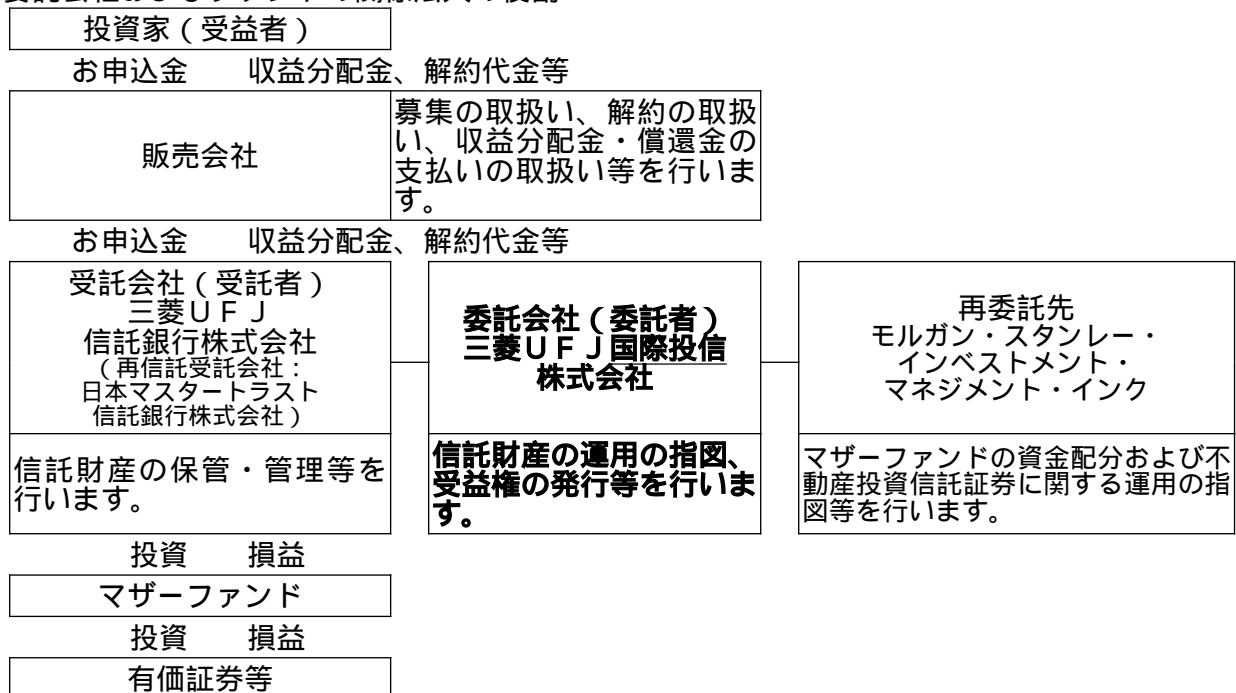 投資家（受益者）
お申込金　収益分配金、解約代金等
販売会社
募集の取扱い、解約の取扱
い、収益分配金・償還金の
支払いの取扱い等を行いま
す。
お申込金　収益分配金、解約代金等
受託会社（受託者）
三菱ＵＦＪ
信託銀行株式会社
（再信託受託会社：
日本マスタートラスト
信託銀行株式会社）
委託会社（委託者）
三菱ＵＦＪ国際投信
株式会社
再委託先
モルガン・スタンレー・
インベストメント・
マネジメント・インク
信託財産の保管・管理等を
行います。
信託財産の運用の指図、
受益権の発行等を行いま
す。
マザーファンドの資金配分および不
動産投資信託証券に関する運用の指
図等を行います。
投資　損益
マザーファンド
投資　損益
有価証券等